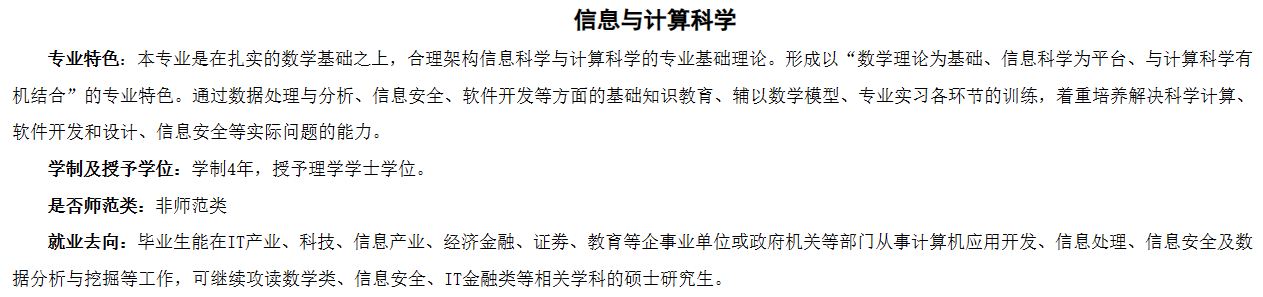 信息与计算科学
专业特色：本专业是在扎实的数学基础之上，合理架构信息科学与计算科学的专业基础理论。形成以“数学理论为基础、信息科学为平台、与计算科学有
机结合”的专业特色。通过数据处理与分析、信息安全、软件开发等方面的基础知识教育、辅以数学模型、专业实习各环节的训练，着重培养解决科学计算、
软件开发和设计、信息安全等实际问题的能力。
学制及授予学位：学制4年，授予理学学士学位。
是否师范类：非师范类
就业去向：毕业生能在IT产业、科技、信息产业、经济金融、证券、教育等企事业单位或政府机关等部门从事计算机应用开发、信息处理、信息安全及数
据分析与挖掘等工作，可继续攻读数学类、信息安全、IT金融类等相关学科的硕士研究生。